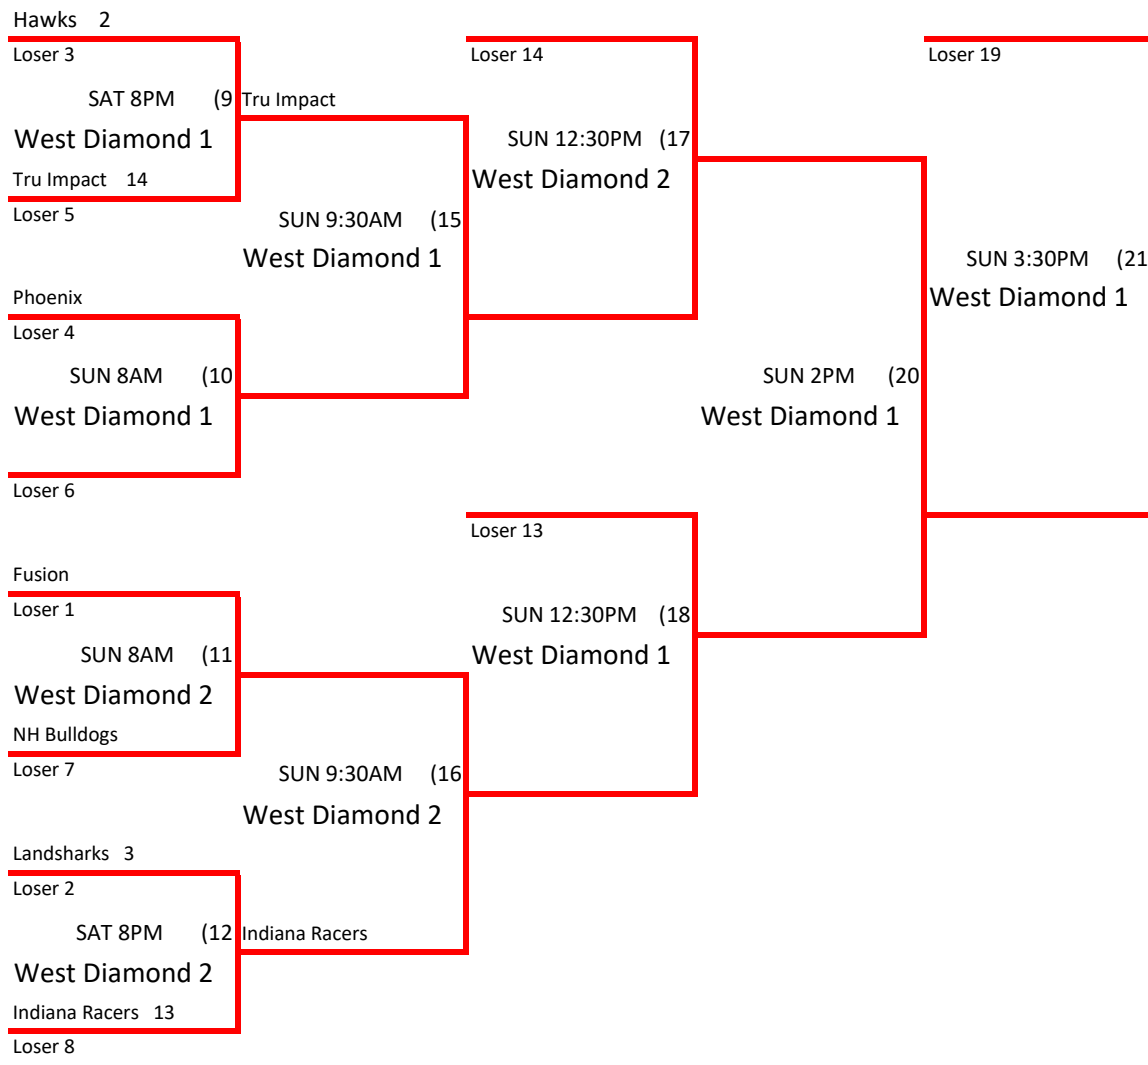 Hawks 2
Loser 3
SAT 8PM (9
West Diamond 1
Tru Impact 14
Loser 5
Tru Impact
SUN 9:30AM (15
West Diamond 1
Phoenix
Loser 4
SUN 8AM (10
West Diamond 1
Loser 6
Loser 14
SUN 12:30PM (17
West Diamond 2
Loser 19
SUN 3:30PM (21
West Diamond 1
SUN 2PM (20
West Diamond 1
Fusion
Loser 1
SUN 8AM (11
West Diamond 2
NH Bulldogs
Loser 7
SUN 9:30AM (16
West Diamond 2
Loser 13
SUN 12:30PM (18
West Diamond 1
Landsharks 3
Loser 2
SAT 8PM (12
West Diamond 2
Indiana Racers 13
Loser 8
Indiana Racers